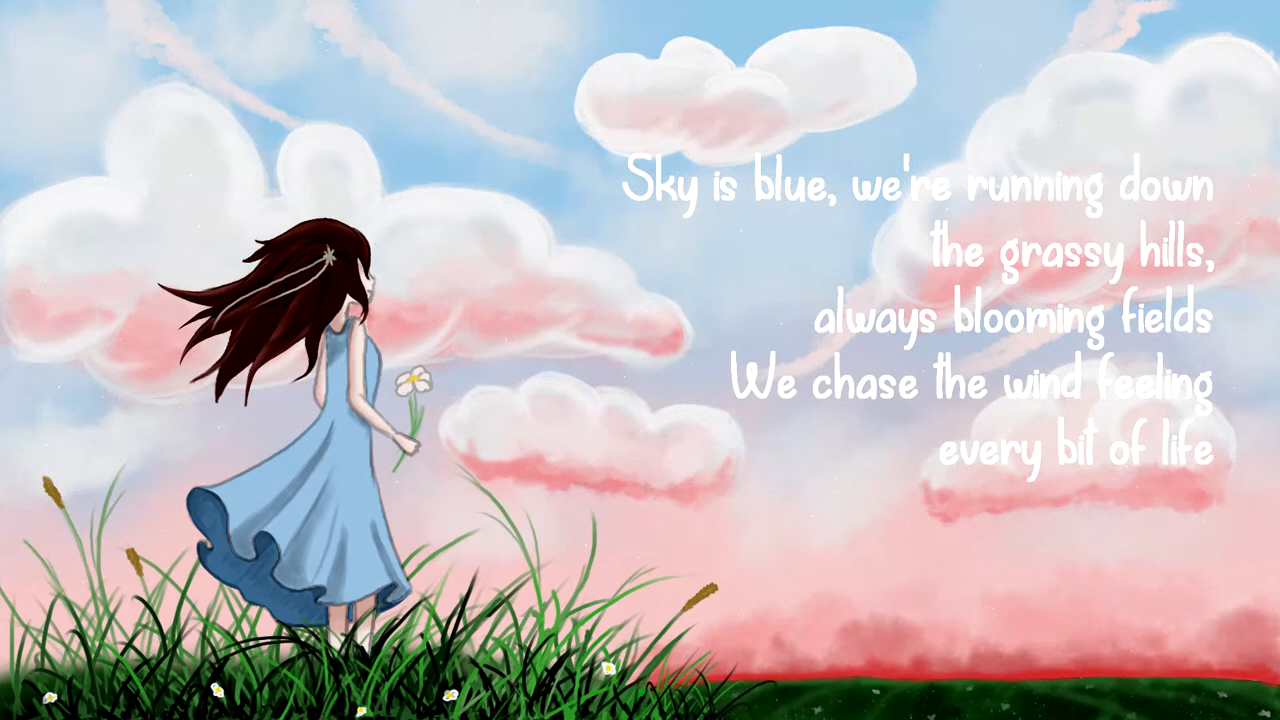 Sky is blue, we're running down
the grassy hills,
always blooming fields
We chase the wind feeling
every bit of life